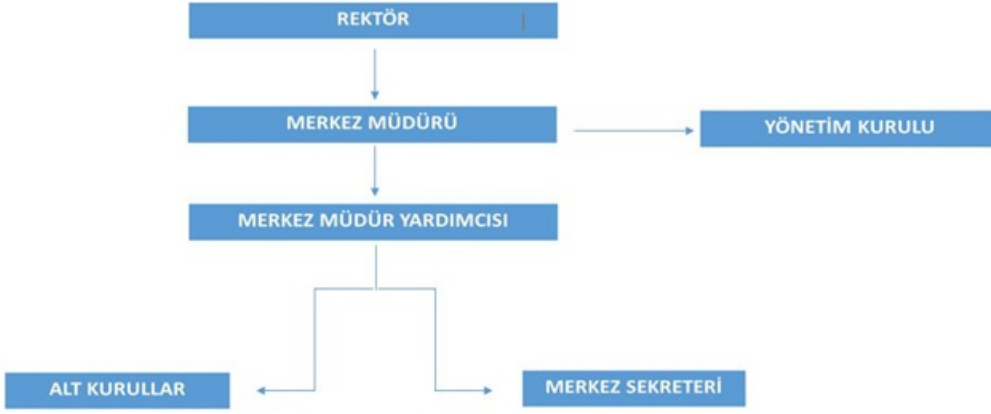 REKTÖR
MERKEZ MÜDÜRÜ
YÖNETİM KURULU
MERKEZ MÜDÜR YARDIMCISI
ALT KURULLAR
MERKEZ SEKRETERİ